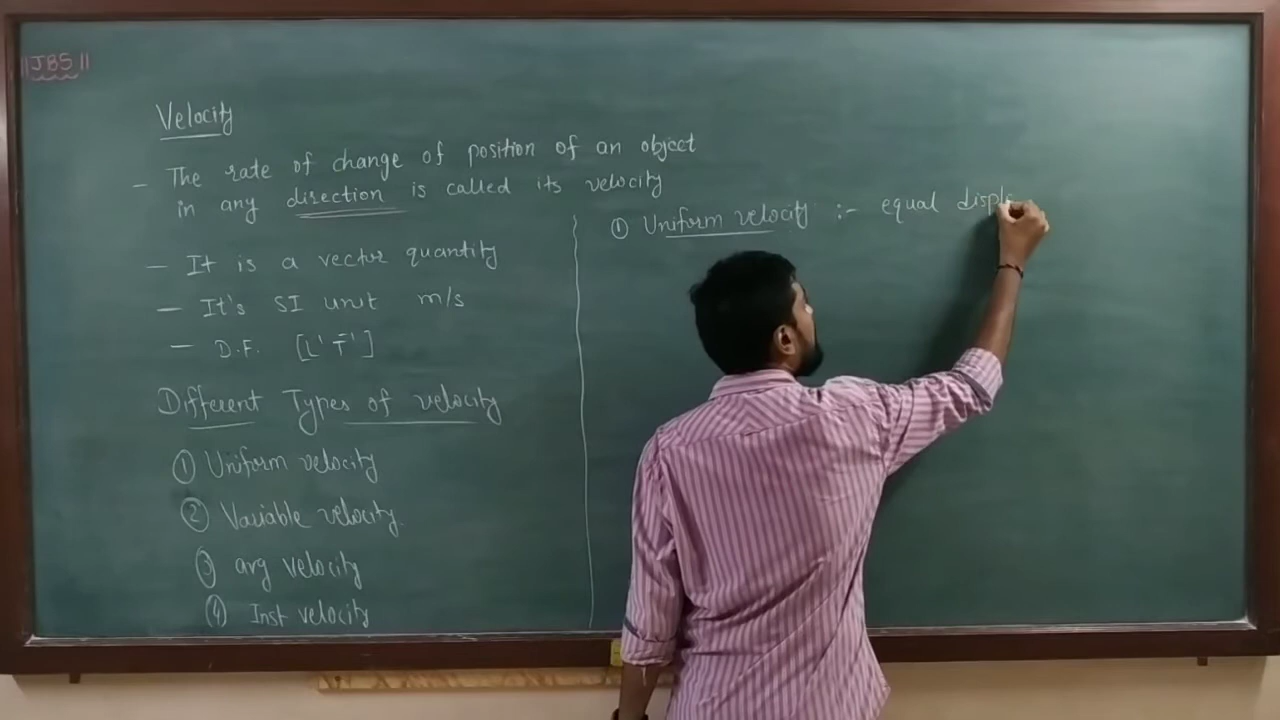 ||JBS||
Velocity
- The rate of change of position of an object
in any direction is called its velocity
- It is a vector quantity
- It's SI unit m/s
- D.F. [L¹ T⁻¹]
Different Types of velocity
① Uniform velocity
② Variable velocity.
③ avg velocity
④ Inst velocity
① Uniform velocity :- equal displ